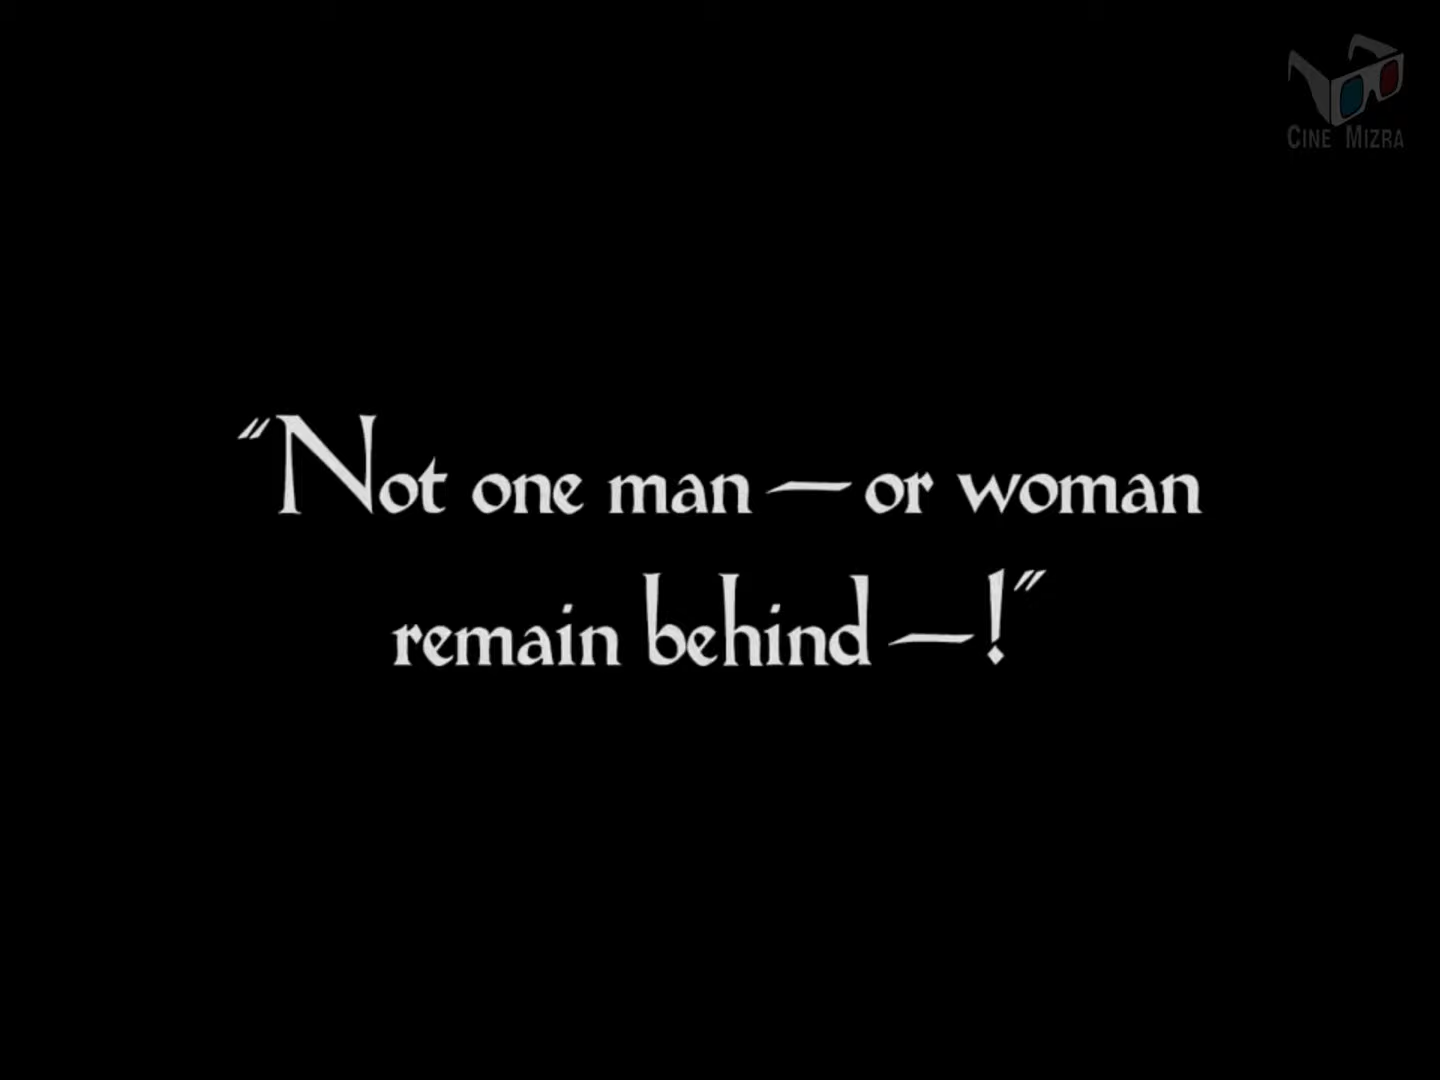 CINE MIZRA
“Not one man — or woman
remain behind — !”